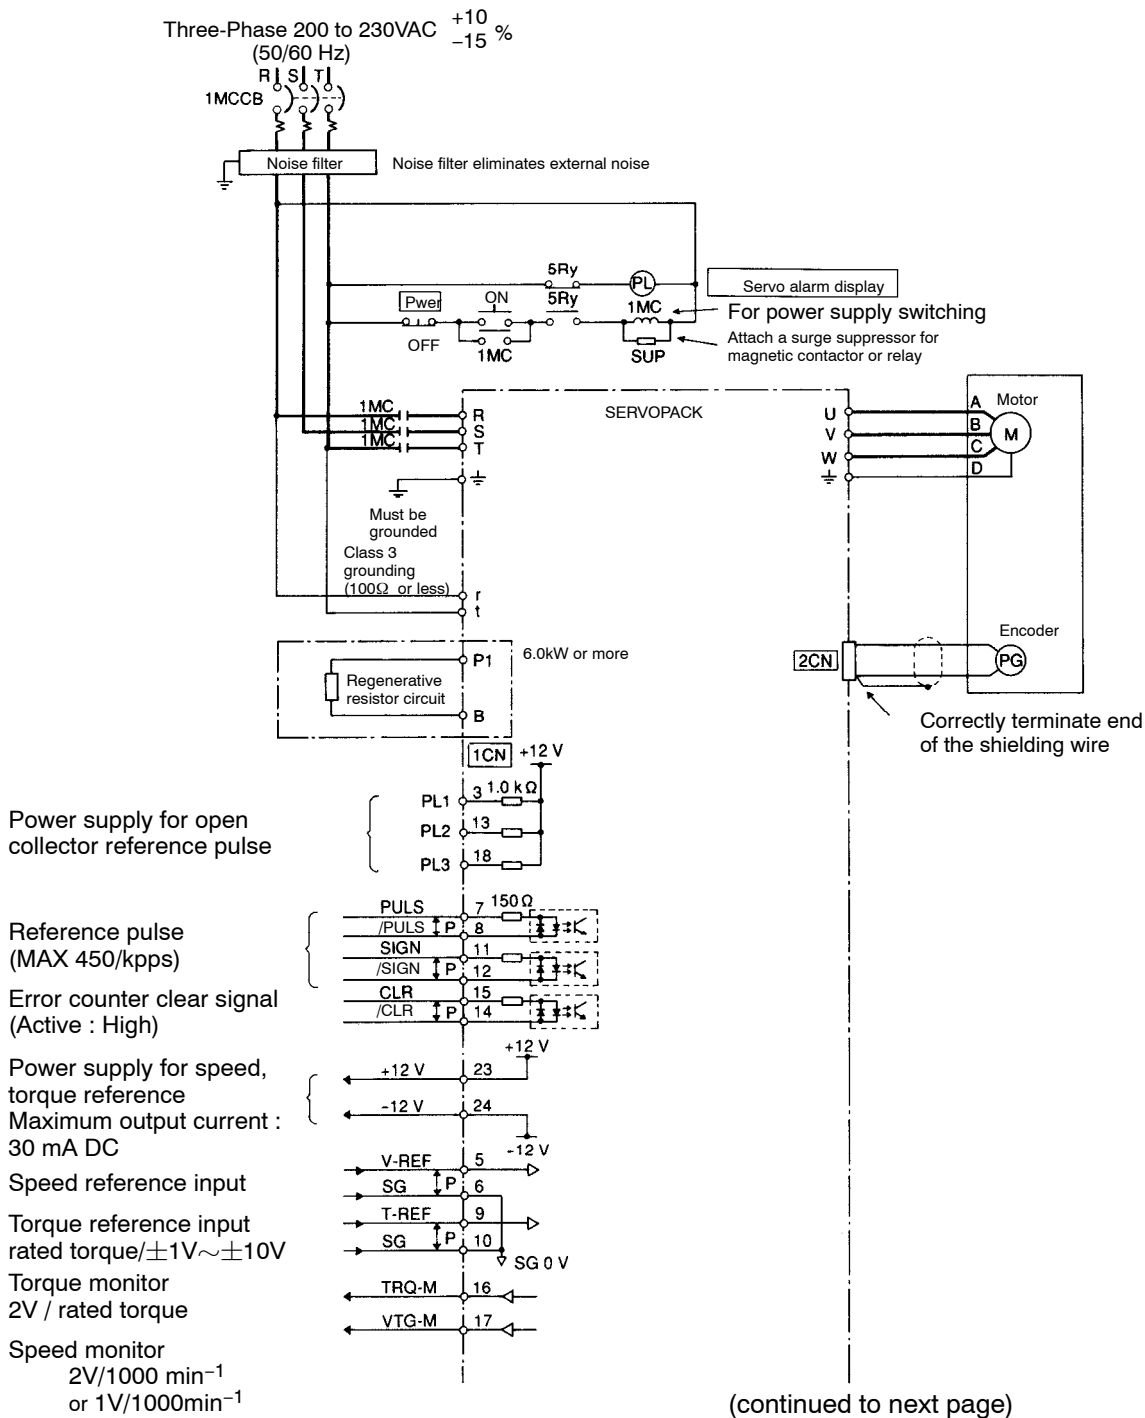 Three-Phase 200 to 230VAC +10 −15 %
(50/60 Hz)
R S T
1MCCB
Noise filter
Noise filter eliminates external noise
5Ry
PL
Servo alarm display
Pwer
ON
5Ry
1MC
For power supply switching
OFF
1MC
SUP
Attach a surge suppressor for
magnetic contactor or relay
SERVOPACK
1MC
R
1MC
S
1MC
T
U
V
W
A
B
C
D
Motor
M
Must be
grounded
Class 3
grounding
(100Ω or less)
r
t
P1
6.0kW or more
Regenerative
resistor circuit
B
Encoder
2CN
PG
Correctly terminate end
of the shielding wire
1CN
+12 V
Power supply for open
collector reference pulse
PL1 3 1.0 k Ω
PL2 13
PL3 18
Reference pulse
(MAX 450/kpps)
PULS 7 150 Ω
/PULS P 8
SIGN 11
/SIGN P 12
Error counter clear signal
(Active : High)
CLR 15
/CLR P 14
Power supply for speed,
torque reference
Maximum output current :
30 mA DC
+12 V
+12 V 23
−12 V 24
-12 V
Speed reference input
V-REF 5
SG P 6
Torque reference input
rated torque/±1V∼±10V
T-REF 9
SG P 10
SG 0 V
Torque monitor
2V / rated torque
TRQ-M 16
VTG-M 17
Speed monitor
2V/1000 min−1
or 1V/1000min−1
(continued to next page)